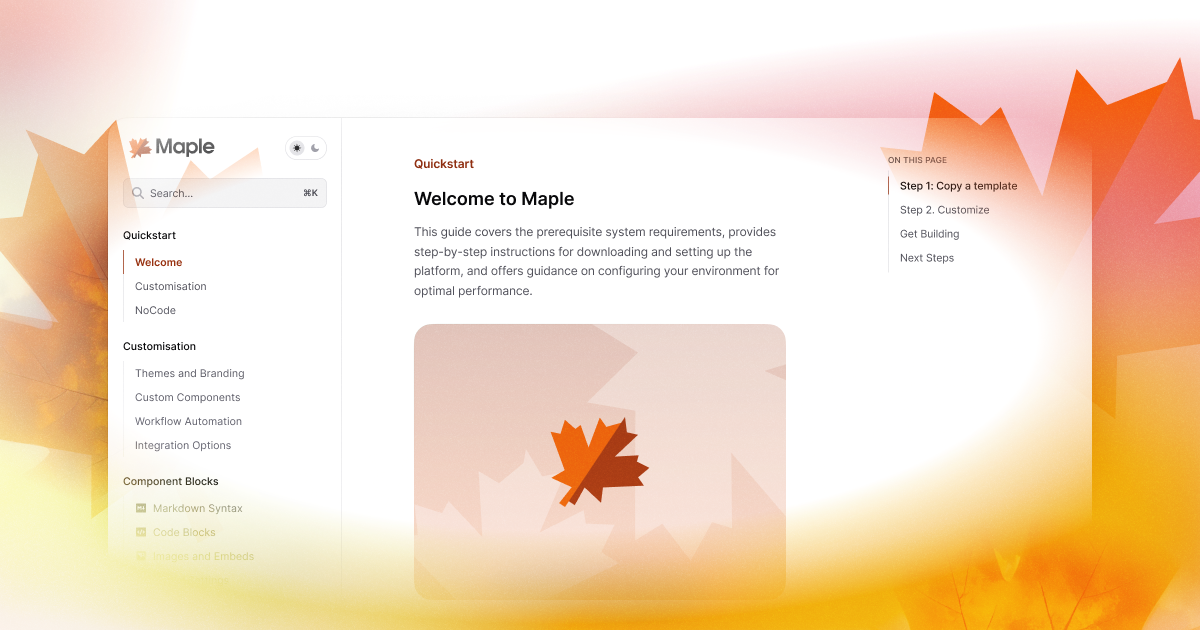 Maple
Search...
⌘K
Quickstart
Welcome
Customisation
NoCode
Customisation
Themes and Branding
Custom Components
Workflow Automation
Integration Options
Component Blocks
Markdown Syntax
Code Blocks
Images and Embeds
Quickstart
Welcome to Maple
This guide covers the prerequisite system requirements, provides
step-by-step instructions for downloading and setting up the
platform, and offers guidance on configuring your environment for
optimal performance.
ON THIS PAGE
Step 1: Copy a template
Step 2. Customize
Get Building
Next Steps